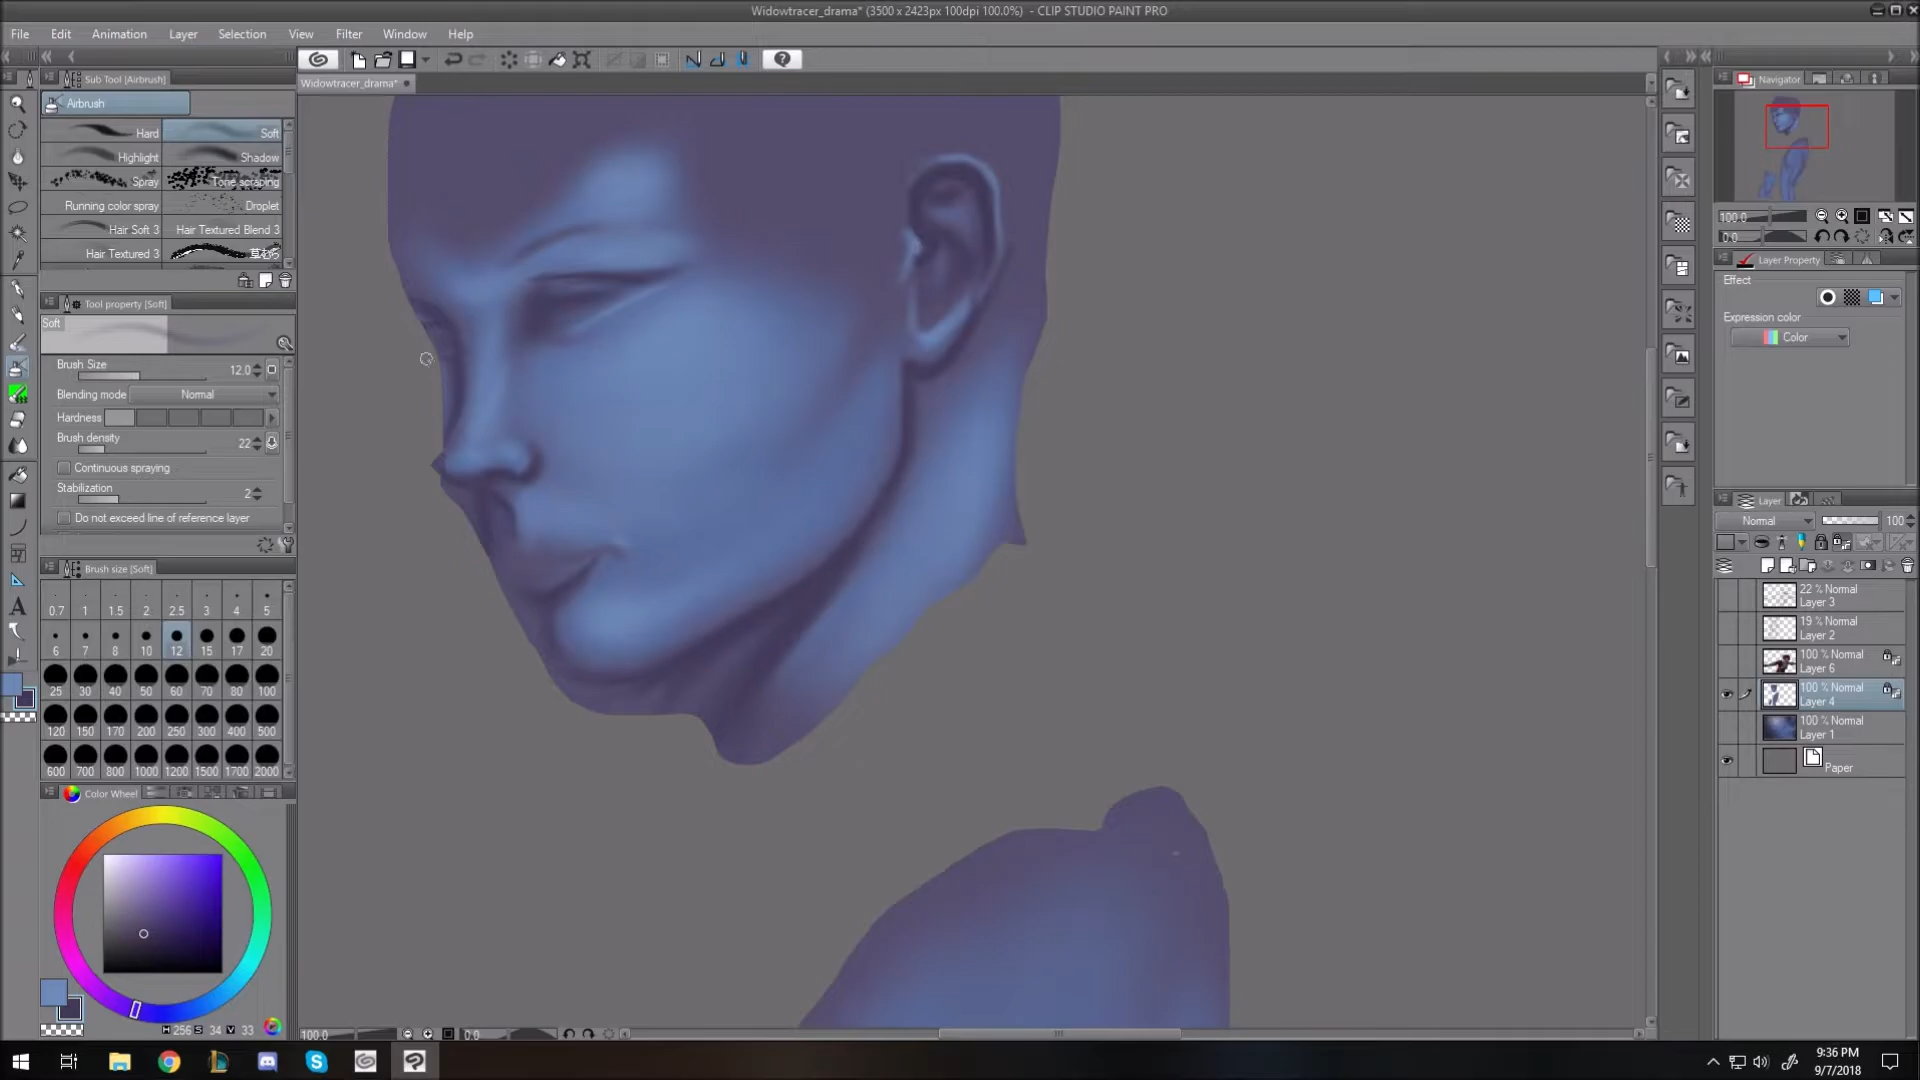 Widowtracer_drama* (3500 x 2423px 100dpi 100.0%) - CLIP STUDIO PAINT PRO
File Edit Animation Layer Selection View Filter Window Help
Widowtracer_drama*
Sub Tool [Airbrush]
Airbrush
Hard Soft
Highlight Shadow
Spray Tone scraping
Running color spray Droplet
Hair Soft 3 Hair Textured Blend 3
Hair Textured 3 草むら
Tool property [Soft]
Soft
Brush Size 12.0
Blending mode Normal
Hardness
Brush density 22
Continuous spraying
Stabilization 2
Do not exceed line of reference layer
Brush size [Soft]
0.7 1 1.5 2 2.5 3 4 5
6 7 8 10 12 15 17 20
25 30 40 50 60 70 80 100
120 150 170 200 250 300 400 500
600 700 800 1000 1200 1500 1700 2000
Color Wheel
H 256 S 34 V 33
100.0 0.0
Navigator
100.0
0.0
Layer Property
Effect
Expression color
Color
Layer
Normal 100
22 % Normal
Layer 3
19 % Normal
Layer 2
100 % Normal
Layer 6
100 % Normal
Layer 4
100 % Normal
Layer 1
Paper
9:36 PM
9/7/2018